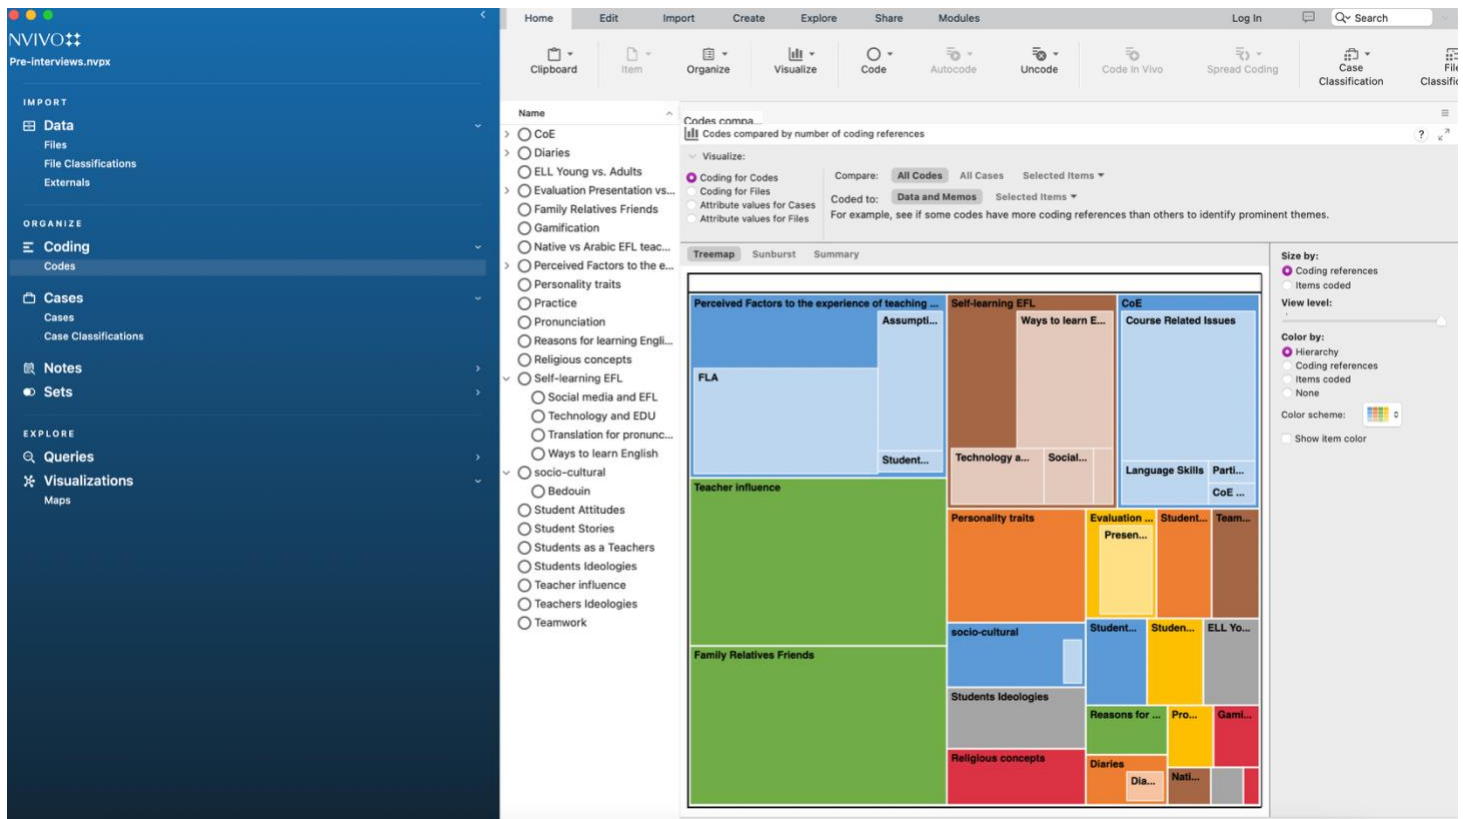 NVIVO
Pre-interviews.nvpx
IMPORT
Data
Files
File Classifications
Externals
ORGANIZE
Coding
Codes
Cases
Cases
Case Classifications
Notes
Sets
EXPLORE
Queries
Visualizations
Maps
Home Edit Import Create Explore Share Modules Log In Search
Clipboard Item Organize Visualize Code Autocode Uncode Code In Vivo Spread Coding Case Classification File Classific
Name
CoE
Diaries
ELL Young vs. Adults
Evaluation Presentation vs...
Family Relatives Friends
Gamification
Native vs Arabic EFL teac...
Perceived Factors to the e...
Personality traits
Practice
Pronunciation
Reasons for learning Engli...
Religious concepts
Self-learning EFL
Social media and EFL
Technology and EDU
Translation for pronunc...
Ways to learn English
socio-cultural
Bedouin
Student Attitudes
Student Stories
Students as a Teachers
Students Ideologies
Teacher influence
Teachers Ideologies
Teamwork
Codes compa...
Codes compared by number of coding references ?
Visualize:
Coding for Codes
Coding for Files
Attribute values for Cases
Attribute values for Files
Compare: All Codes All Cases Selected Items
Coded to: Data and Memos Selected Items
For example, see if some codes have more coding references than others to identify prominent themes.
Treemap Sunburst Summary
Perceived Factors to the experience of teaching ...
Assumpti...
FLA
Student...
Teacher influence
Family Relatives Friends
Self-learning EFL
Ways to learn E...
Technology a... Social...
CoE
Course Related Issues
Language Skills Parti...
CoE ...
Personality traits
Evaluation ... Student... Team...
Presen...
socio-cultural
Student... Studen... ELL Yo...
Students Ideologies
Reasons for ... Pro... Gami...
Religious concepts
Diaries
Dia...
Nati...
Size by:
Coding references
Items coded
View level:
Color by:
Hierarchy
Coding references
Items coded
None
Color scheme:
Show item color